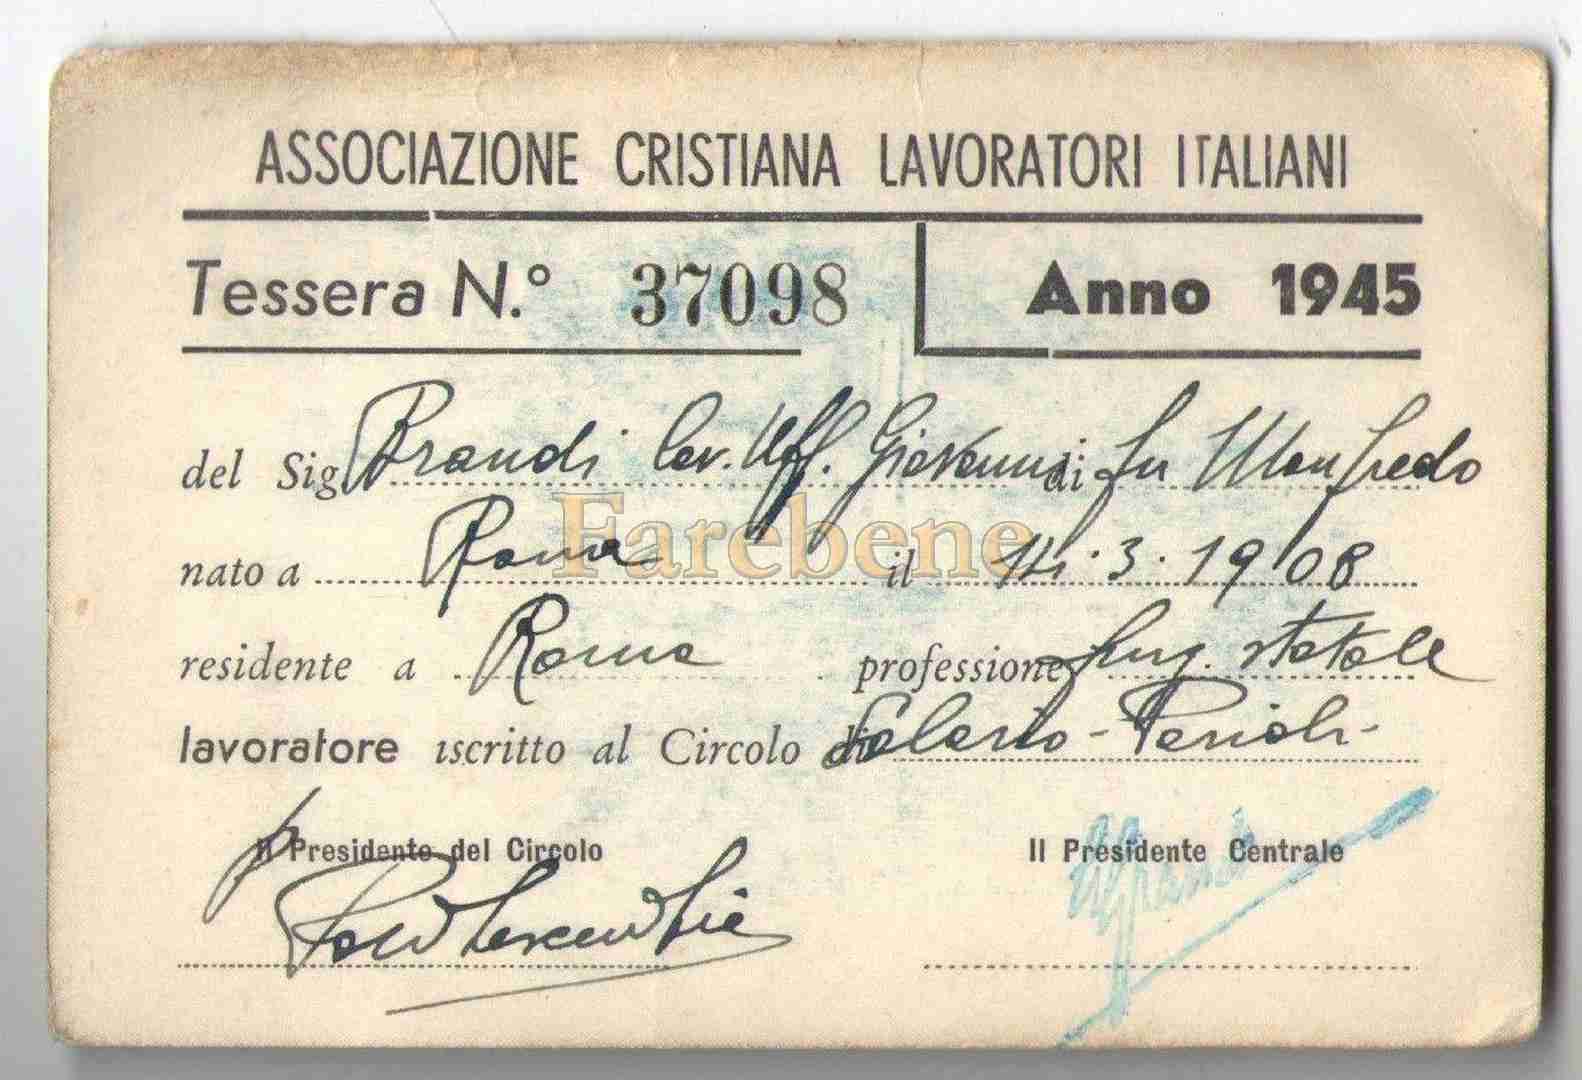 ASSOCIAZIONE CRISTIANA LAVORATORI ITALIANI
Tessera N.° 37098
Anno 1945
del Sig. Brandi Cav. Uff. Giovanni fu Manfredo
Farebene
nato a Roma il 14.3.1908
residente a Roma professione Imp. statale
lavoratore iscritto al Circolo di Salario-Parioli-
p Il Presidente del Circolo
Il Presidente Centrale